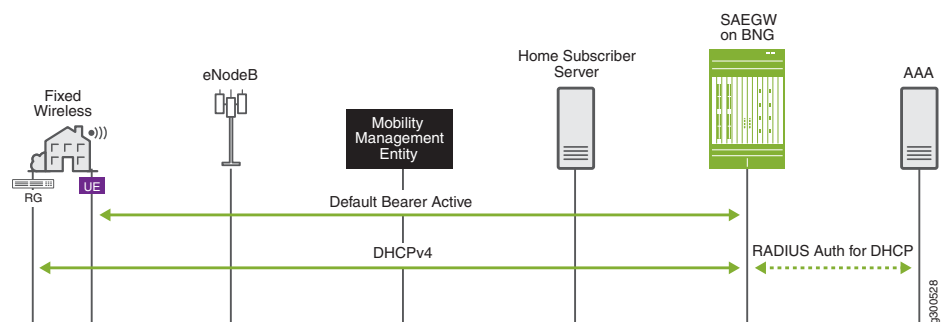 SAEGW
on BNG
Home Subscriber
Server
eNodeB
AAA
Fixed
Wireless
Mobility
Management
Entity
RG
UE
Default Bearer Active
DHCPv4
RADIUS Auth for DHCP
g300528